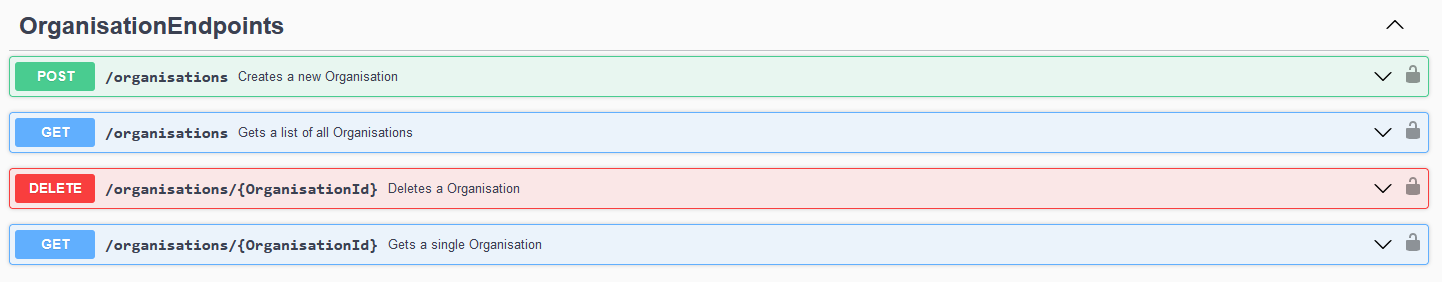 OrganisationEndpoints
POST /organisations Creates a new Organisation
GET /organisations Gets a list of all Organisations
DELETE /organisations/{OrganisationId} Deletes a Organisation
GET /organisations/{OrganisationId} Gets a single Organisation